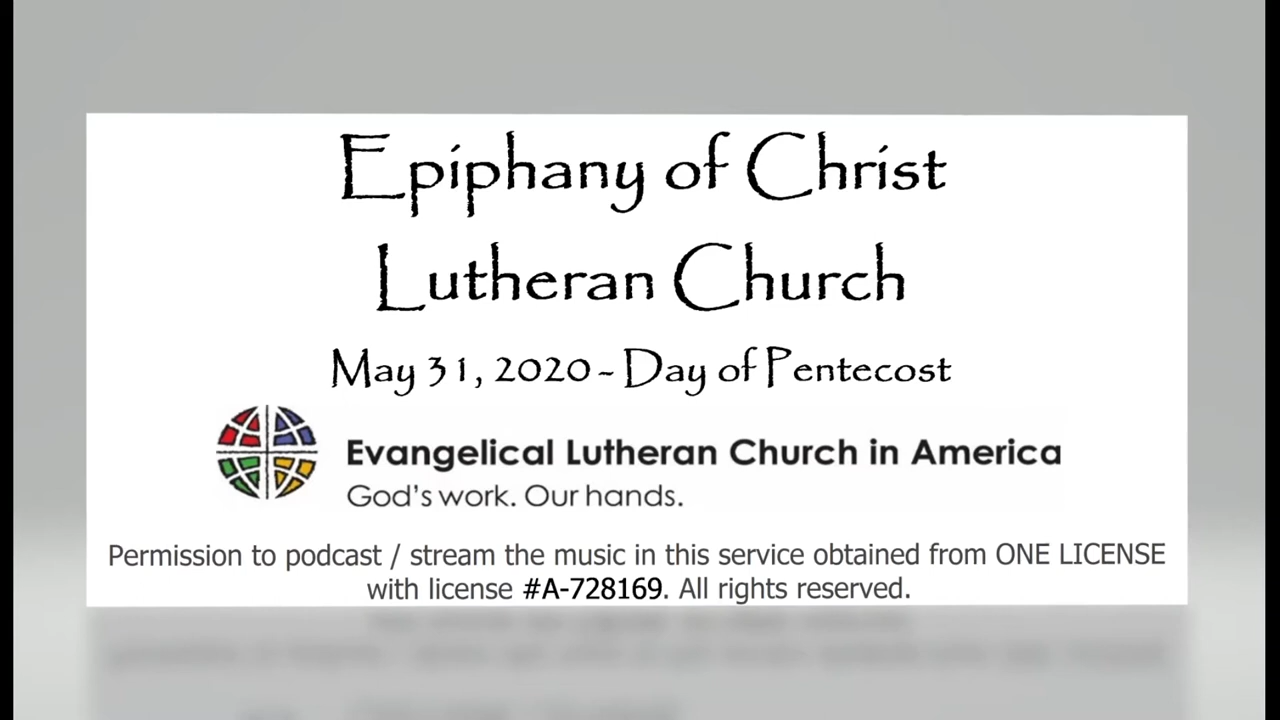 Epiphany of Christ
Lutheran Church
May 31, 2020 - Day of Pentecost
Evangelical Lutheran Church in America
God's work. Our hands.
Permission to podcast / stream the music in this service obtained from ONE LICENSE
with license #A-728169. All rights reserved.